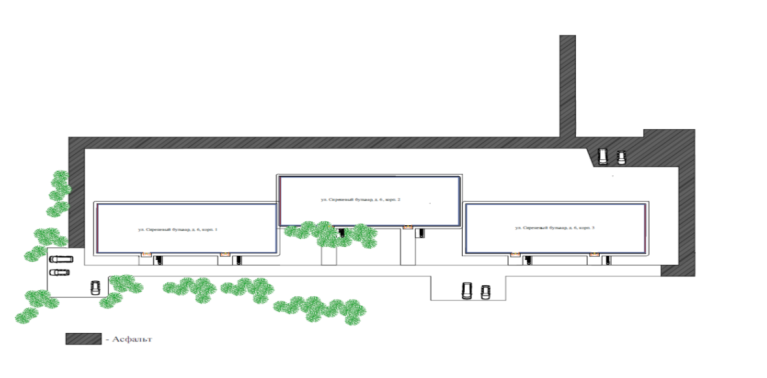 ул. Сиреневый бульвар д. 6, корп. 2
ул. Сиреневый бульвар д. 6, корп. 1
ул. Сиреневый бульвар д. 6, корп. 3
- Асфальт